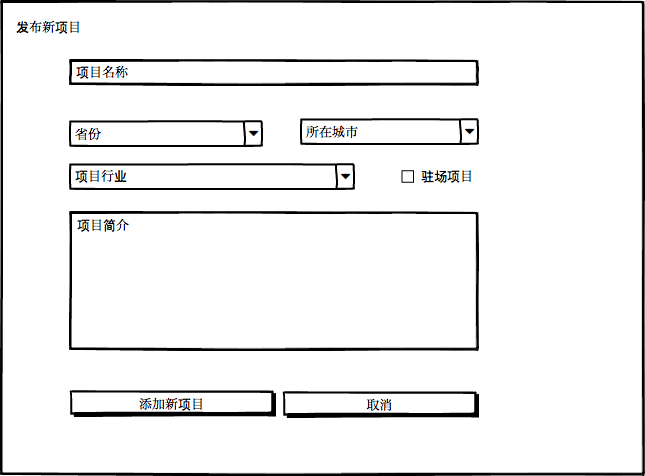 发布新项目
项目名称
省份
所在城市
项目行业
驻场项目
项目简介
添加新项目
取消